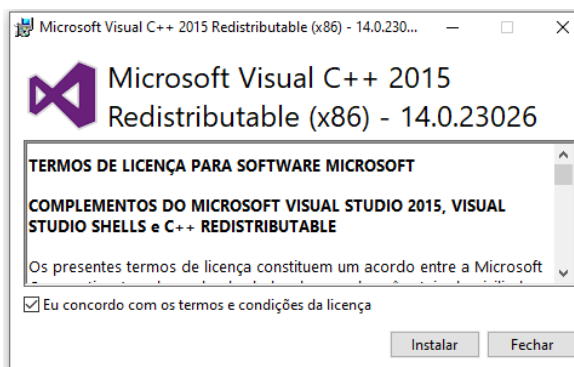 Microsoft Visual C++ 2015 Redistributable (x86) - 14.0.230...
Microsoft Visual C++ 2015
Redistributable (x86) - 14.0.23026
TERMOS DE LICENÇA PARA SOFTWARE MICROSOFT
COMPLEMENTOS DO MICROSOFT VISUAL STUDIO 2015, VISUAL
STUDIO SHELLS e C++ REDISTRIBUTABLE
Os presentes termos de licença constituem um acordo entre a Microsoft
Eu concordo com os termos e condições da licença
Instalar Fechar